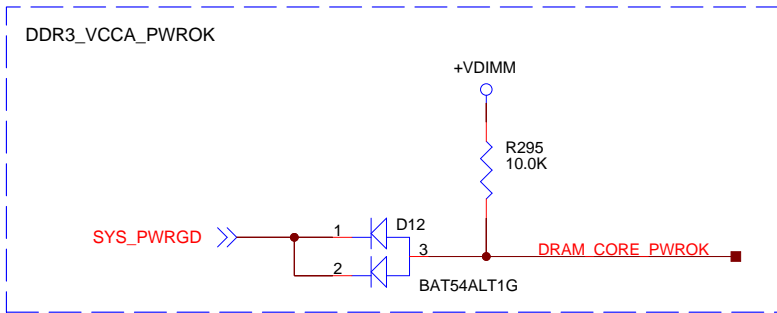 DDR3_VCCA_PWROK
+VDIMM
R295
10.0K
SYS_PWRGD
1
D12
3
DRAM_CORE_PWROK
2
BAT54ALT1G